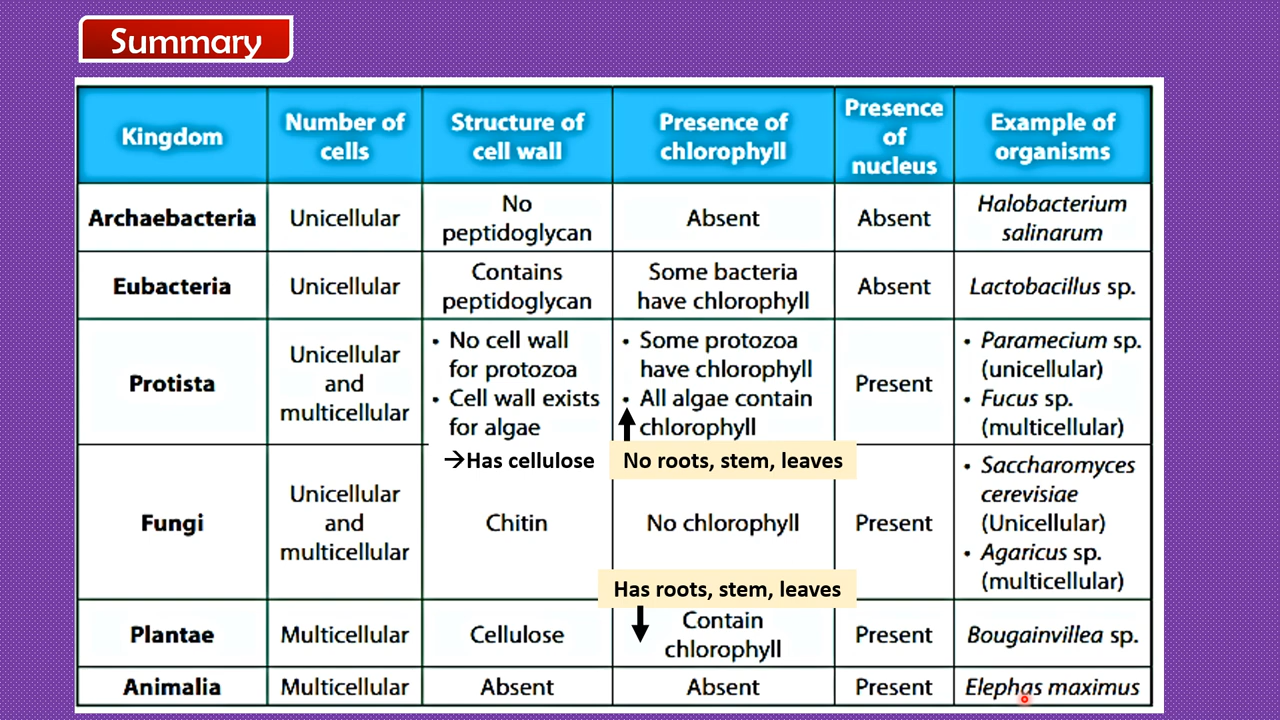 Summary
Kingdom
Number of
cells
Structure of
cell wall
Presence of
chlorophyll
Presence
of
nucleus
Example of
organisms
Archaebacteria
Unicellular
No
peptidoglycan
Absent
Absent
Halobacterium
salinarum
Eubacteria
Unicellular
Contains
peptidoglycan
Some bacteria
have chlorophyll
Absent
Lactobacillus sp.
Protista
Unicellular
and
multicellular
• No cell wall
for protozoa
• Cell wall exists
for algae
→Has cellulose
• Some protozoa
have chlorophyll
• All algae contain
chlorophyll
No roots, stem, leaves
Present
• Paramecium sp.
(unicellular)
• Fucus sp.
(multicellular)
Fungi
Unicellular
and
multicellular
Chitin
No chlorophyll
Present
• Saccharomyces
cerevisiae
(Unicellular)
• Agaricus sp.
(multicellular)
Has roots, stem, leaves
Plantae
Multicellular
Cellulose
Contain
chlorophyll
Present
Bougainvillea sp.
Animalia
Multicellular
Absent
Absent
Present
Elephas maximus